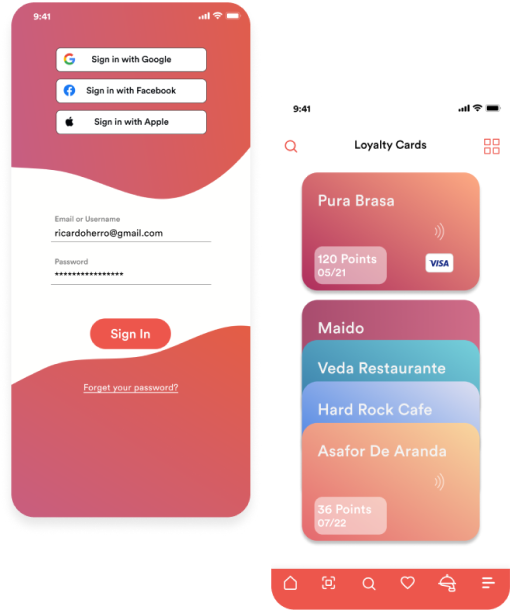 9:41
Sign in with Google
Sign in with Facebook
Sign in with Apple
Email or Username
ricardoherro@gmail.com
Password
****************
Sign In
Forget your password?
9:41
Loyalty Cards
Pura Brasa
120 Points
05/21
VISA
Maido
Veda Restaurante
Hard Rock Cafe
Asafor De Aranda
36 Points
07/22